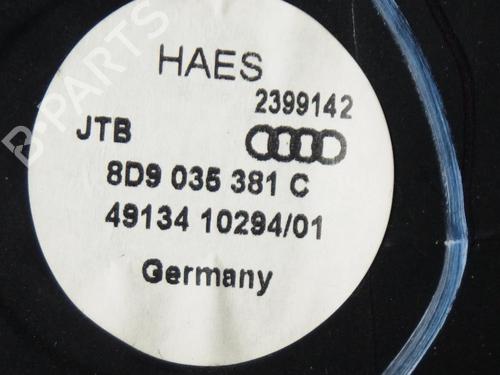 HAES
2399142
JTB
8D9 035 381 C
49134 10294/01
Germany
B-PARTS